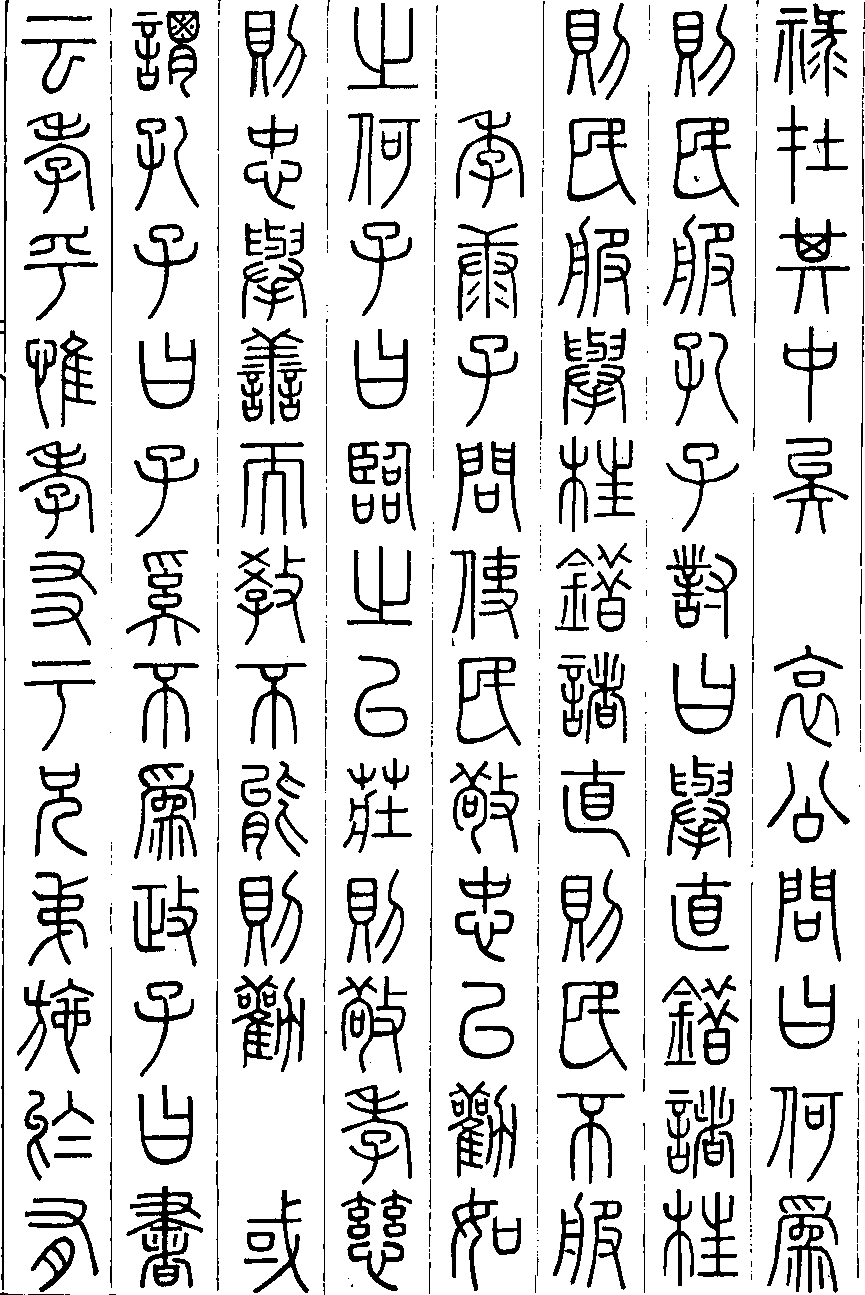 祿在其中矣　哀公問曰何爲
則民服孔子對曰舉直錯諸枉
則民服舉枉錯諸直則民不服
季康子問使民敬忠以勸如
之何子曰臨之以莊則敬孝慈
則忠舉善而教不能則勸　或
謂孔子曰子奚不爲政子曰書
云孝乎惟孝友于兄弟施於有